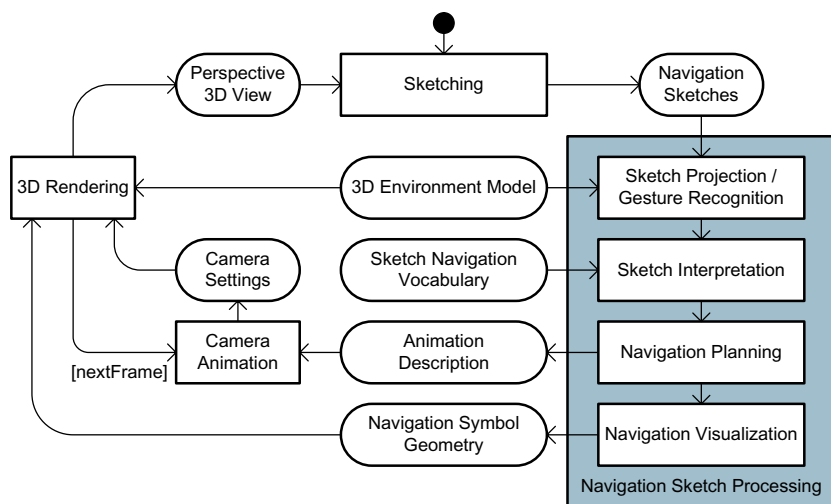 Perspective
3D View
Sketching
Navigation
Sketches
3D Rendering
3D Environment Model
Sketch Projection /
Gesture Recognition
Camera
Settings
Sketch Navigation
Vocabulary
Sketch Interpretation
[nextFrame]
Camera
Animation
Animation
Description
Navigation Planning
Navigation Symbol
Geometry
Navigation Visualization
Navigation Sketch Processing